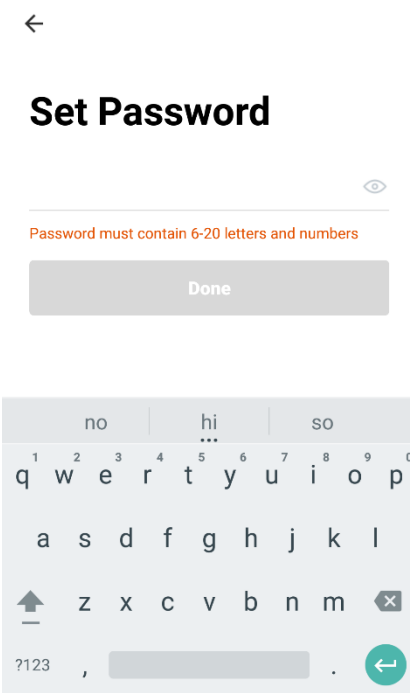 Set Password
Password must contain 6-20 letters and numbers
Done
no hi so
1 2 3 4 5 6 7 8 9 0
q w e r t y u i o p
a s d f g h j k l
z x c v b n m
?123 , .